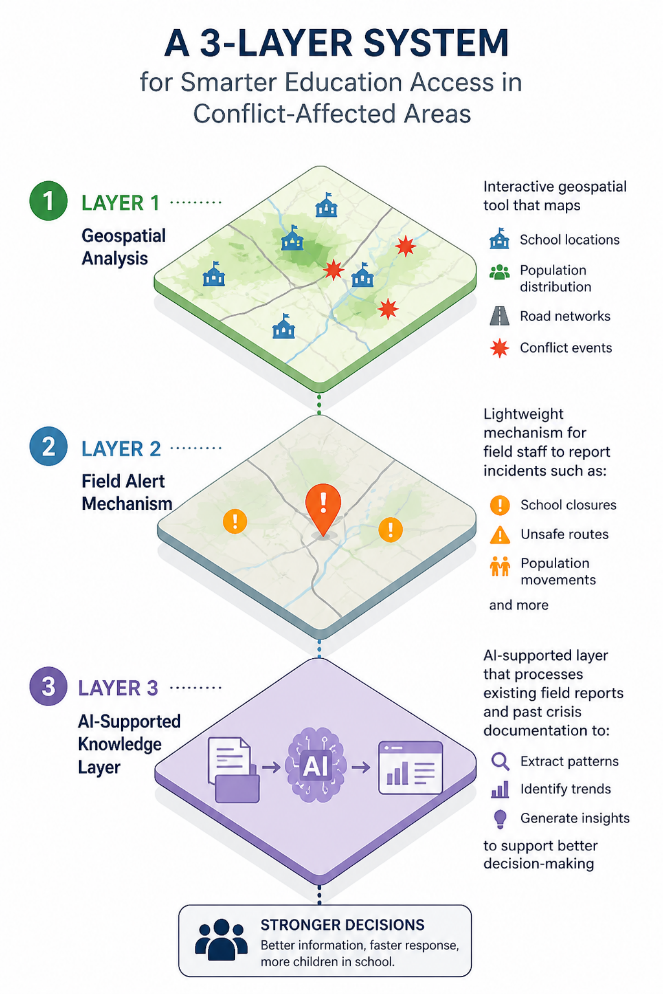 A 3-LAYER SYSTEM
for Smarter Education Access in
Conflict-Affected Areas
1
LAYER 1
Geospatial
Analysis
Interactive geospatial
tool that maps
School locations
Population
distribution
Road networks
Conflict events
2
LAYER 2
Field Alert
Mechanism
!
!
!
Lightweight
mechanism for
field staff to report
incidents such as:
!
School closures
!
Unsafe routes
Population
movements
and more
3
LAYER 3
AI-Supported
Knowledge
Layer
AI
AI-supported layer
that processes
existing field reports
and past crisis
documentation to:
Extract patterns
Identify trends
Generate insights
to support better
decision-making
STRONGER DECISIONS
Better information, faster response,
more children in school.